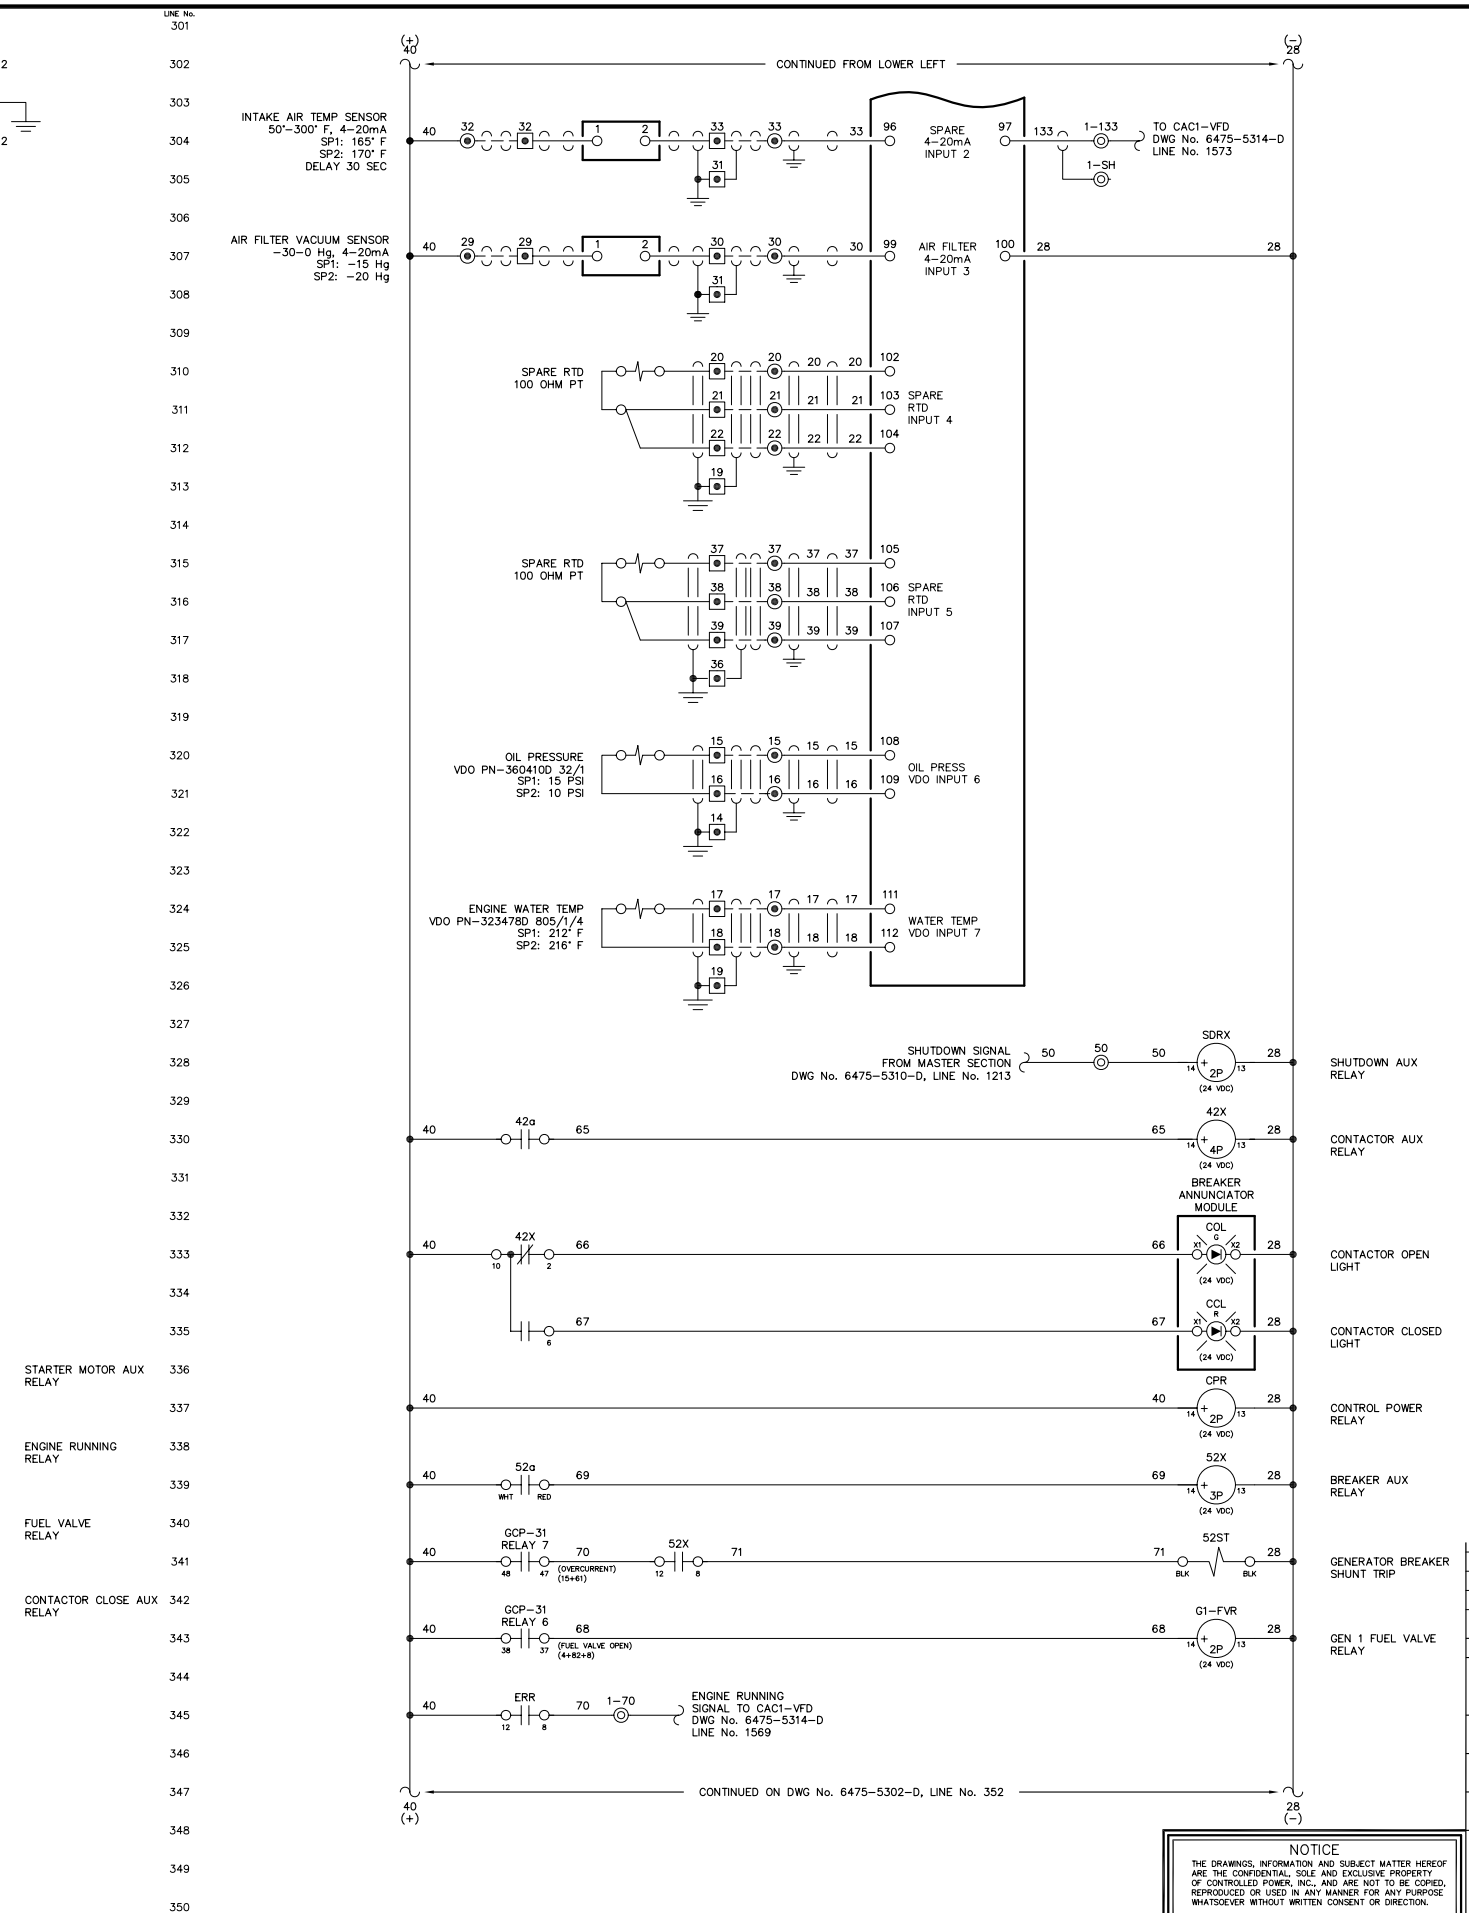 LINE No.
301
(+)
40
(-)
28
2
302
CONTINUED FROM LOWER LEFT
303
INTAKE AIR TEMP SENSOR
50°-300° F, 4-20mA
SP1: 165° F
SP2: 170° F
DELAY 30 SEC
2
304
40 32 32 1 2 33 33 33 96
SPARE
4-20mA
INPUT 2
97 133 1-133
TO CAC1-VFD
DWG No. 6475-5314-D
LINE No. 1573
305
31
1-SH
306
AIR FILTER VACUUM SENSOR
-30-0 Hg, 4-20mA
SP1: -15 Hg
SP2: -20 Hg
307
40 29 29 1 2 30 30 30 99
AIR FILTER
4-20mA
INPUT 3
100 28 28
308
31
309
310
SPARE RTD
100 OHM PT
20 20 20 20 102
311
21 21 21 21 103
SPARE
RTD
INPUT 4
312
22 22 22 22 104
313
19
314
315
SPARE RTD
100 OHM PT
37 37 37 37 105
316
38 38 38 38 106
SPARE
RTD
INPUT 5
317
39 39 39 39 107
318
36
319
320
OIL PRESSURE
VDO PN-360410D 32/1
SP1: 15 PSI
SP2: 10 PSI
15 15 15 15 108
OIL PRESS
VDO INPUT 6
321
16 16 16 16 109
322
14
323
324
ENGINE WATER TEMP
VDO PN-323478D 805/1/4
SP1: 212° F
SP2: 216° F
17 17 17 17 111
WATER TEMP
VDO INPUT 7
325
18 18 18 18 112
326
19
327
328
SHUTDOWN SIGNAL
FROM MASTER SECTION
DWG No. 6475-5310-D, LINE No. 1213
50 50 50
SDRX
14 + 2P 13
(24 VDC)
28
SHUTDOWN AUX
RELAY
329
330
40 42a 65 65
42X
14 + 4P 13
(24 VDC)
28
CONTACTOR AUX
RELAY
331
BREAKER
ANNUNCIATOR
MODULE
332
333
40 10 42X 2 66 66
COL
G
X1 X2
(24 VDC)
28
CONTACTOR OPEN
LIGHT
334
335
6 67 67
CCL
R
X1 X2
(24 VDC)
28
CONTACTOR CLOSED
LIGHT
STARTER MOTOR AUX
RELAY
336
337
40 40
CPR
14 + 2P 13
(24 VDC)
28
CONTROL POWER
RELAY
ENGINE RUNNING
RELAY
338
339
40 52a
WHT RED
69 69
52X
14 + 3P 13
(24 VDC)
28
BREAKER AUX
RELAY
FUEL VALVE
RELAY
340
341
40
GCP-31
RELAY 7
48 47
70
(OVERCURRENT)
(15+61)
52X
12 8
71 71
52ST
BLK BLK
28
GENERATOR BREAKER
SHUNT TRIP
CONTACTOR CLOSE AUX
RELAY
342
343
40
GCP-31
RELAY 6
38 37
68
(FUEL VALVE OPEN)
(4+82+8)
68
G1-FVR
14 + 2P 13
(24 VDC)
28
GEN 1 FUEL VALVE
RELAY
344
345
40
ERR
12 8
70 1-70
ENGINE RUNNING
SIGNAL TO CAC1-VFD
DWG No. 6475-5314-D
LINE No. 1569
346
347
CONTINUED ON DWG No. 6475-5302-D, LINE No. 352
40
(+)
28
(-)
348
349
350
NOTICE
THE DRAWINGS, INFORMATION AND SUBJECT MATTER HEREOF
ARE THE CONFIDENTIAL, SOLE AND EXCLUSIVE PROPERTY
OF CONTROLLED POWER, INC., AND ARE NOT TO BE COPIED,
REPRODUCED OR USED IN ANY MANNER FOR ANY PURPOSE
WHATSOEVER WITHOUT WRITTEN CONSENT OR DIRECTION.